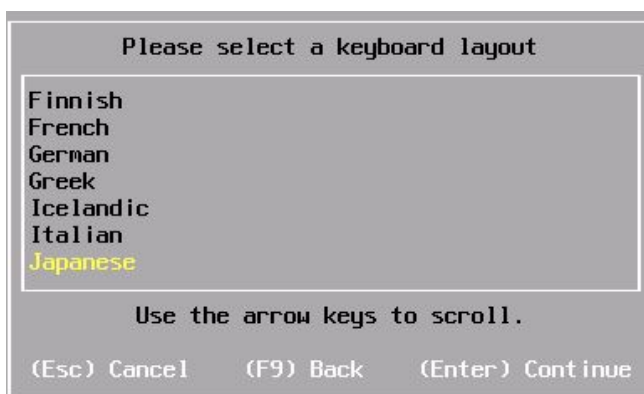 Please select a keyboard layout
Finnish
French
German
Greek
Icelandic
Italian
Japanese
Use the arrow keys to scroll.
(Esc) Cancel (F9) Back (Enter) Continue